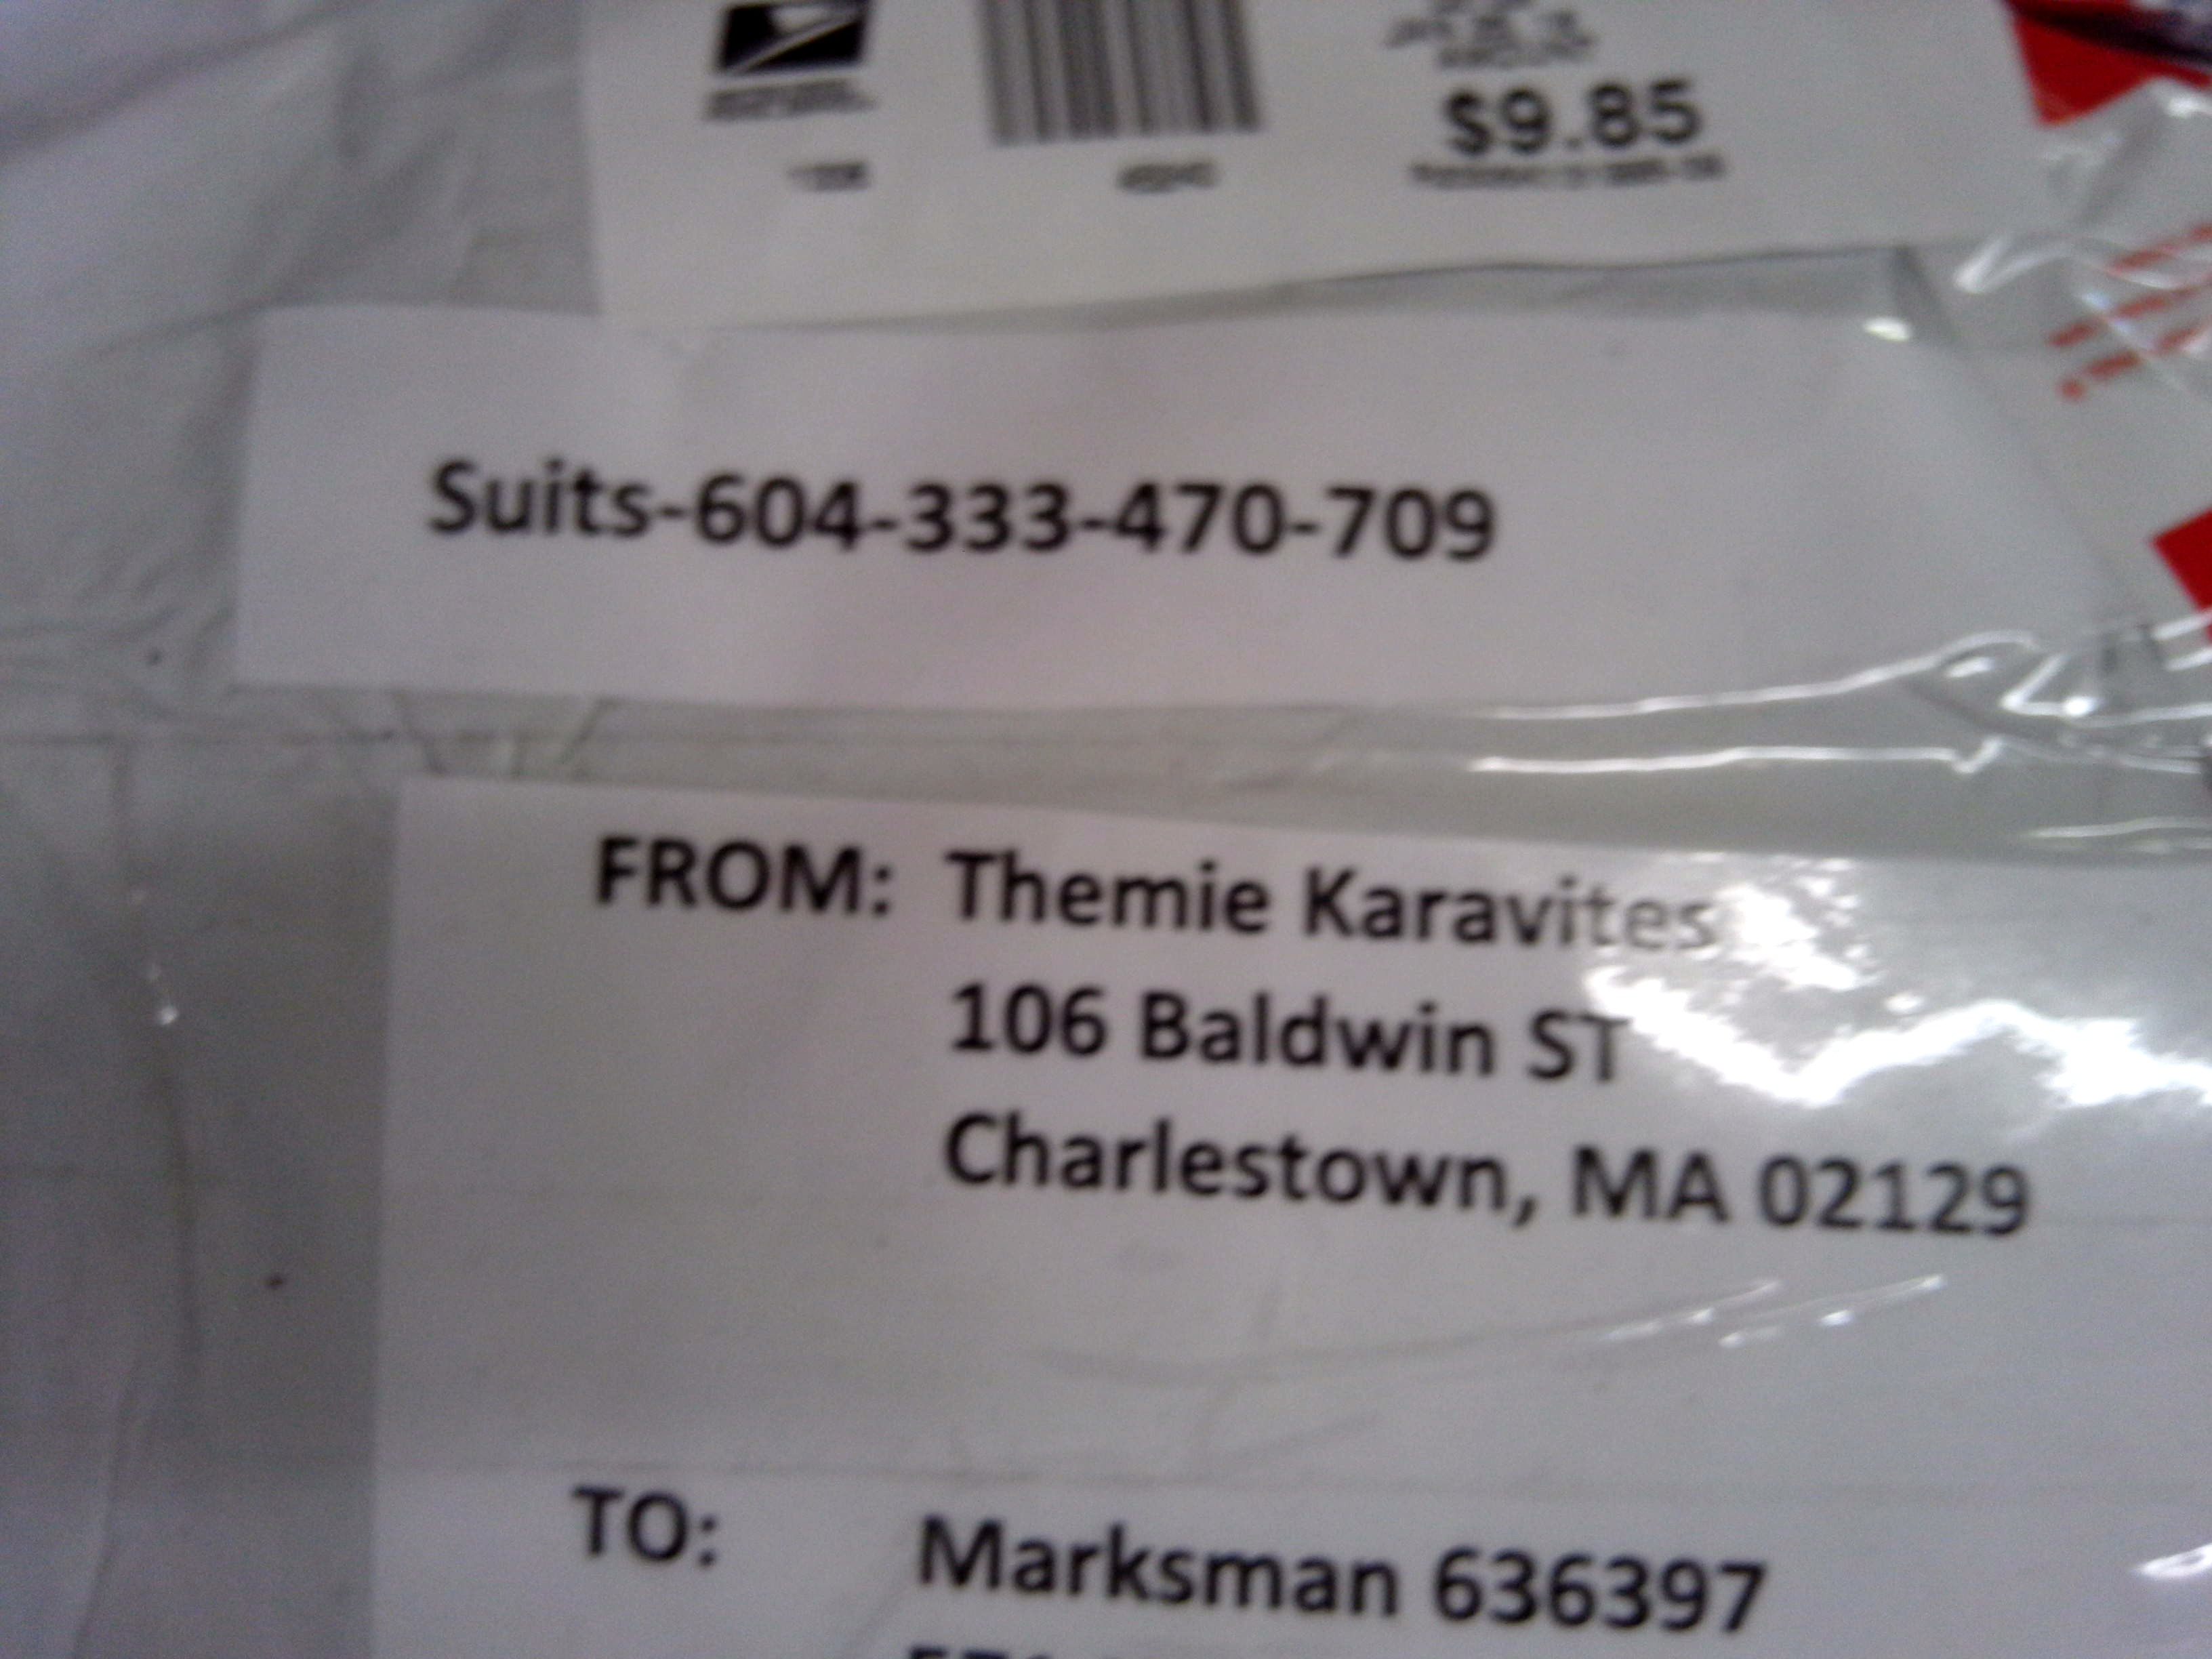 $9.85
Suits-604-333-470-709
FROM: Themie Karavites
106 Baldwin ST
Charlestown, MA 02129
TO: Marksman 636397